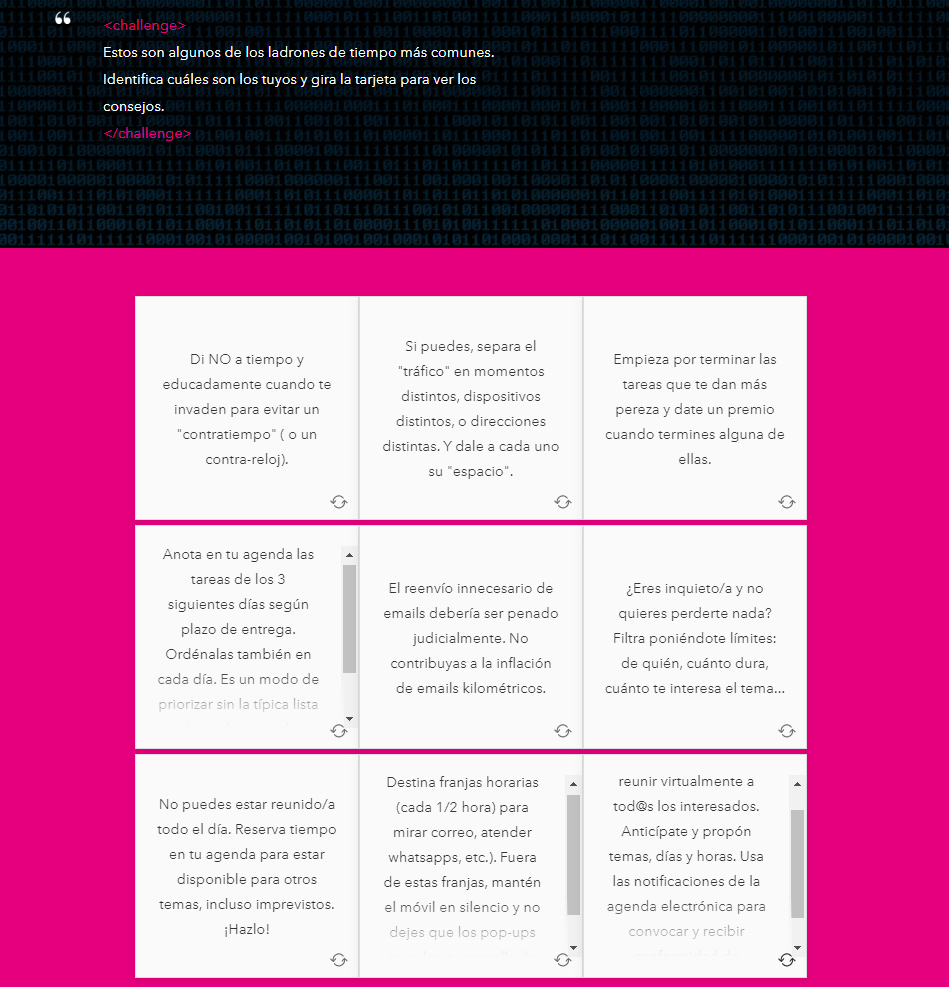 “
<challenge>
Estos son algunos de los ladrones de tiempo más comunes.
Identifica cuáles son los tuyos y gira la tarjeta para ver los
consejos.
</challenge>
Di NO a tiempo y
educadamente cuando te
invaden para evitar un
"contratiempo" ( o un
contra-reloj).
Si puedes, separa el
"tráfico" en momentos
distintos, dispositivos
distintos, o direcciones
distintas. Y dale a cada uno
su "espacio".
Empieza por terminar las
tareas que te dan más
pereza y date un premio
cuando termines alguna de
ellas.
Anota en tu agenda las
tareas de los 3
siguientes días según
plazo de entrega.
Ordénalas también en
cada día. Es un modo de
priorizar sin la típica lista
El reenvío innecesario de
emails debería ser penado
judicialmente. No
contribuyas a la inflación
de emails kilométricos.
¿Eres inquieto/a y no
quieres perderte nada?
Filtra poniéndote límites:
de quién, cuánto dura,
cuánto te interesa el tema...
No puedes estar reunido/a
todo el día. Reserva tiempo
en tu agenda para estar
disponible para otros
temas, incluso imprevistos.
¡Hazlo!
Destina franjas horarias
(cada 1/2 hora) para
mirar correo, atender
whatsapps, etc.). Fuera
de estas franjas, mantén
el móvil en silencio y no
dejes que los pop-ups
reunir virtualmente a
tod@s los interesados.
Anticípate y propón
temas, días y horas. Usa
las notificaciones de la
agenda electrónica para
convocar y recibir